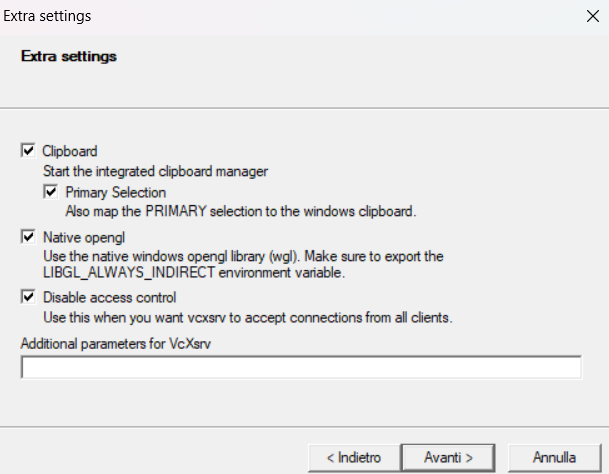 Extra settings
Extra settings
Clipboard
Start the integrated clipboard manager
Primary Selection
Also map the PRIMARY selection to the windows clipboard.
Native opengl
Use the native windows opengl library (wgl). Make sure to export the
LIBGL_ALWAYS_INDIRECT environment variable.
Disable access control
Use this when you want vcxsrv to accept connections from all clients.
Additional parameters for VcXsrv
< Indietro Avanti > Annulla